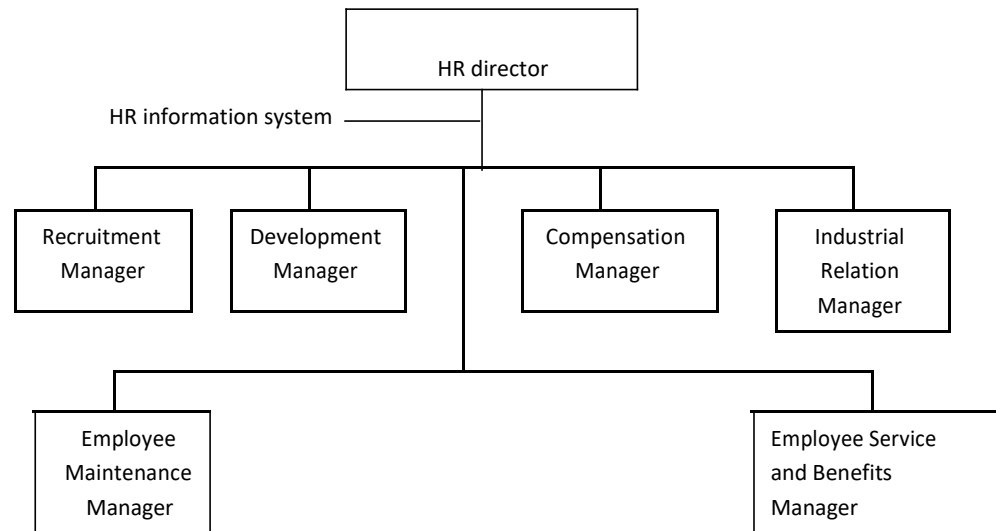 HR director
HR information system
Recruitment
Manager
Development
Manager
Compensation
Manager
Industrial
Relation
Manager
Employee
Maintenance
Manager
Employee Service
and Benefits
Manager